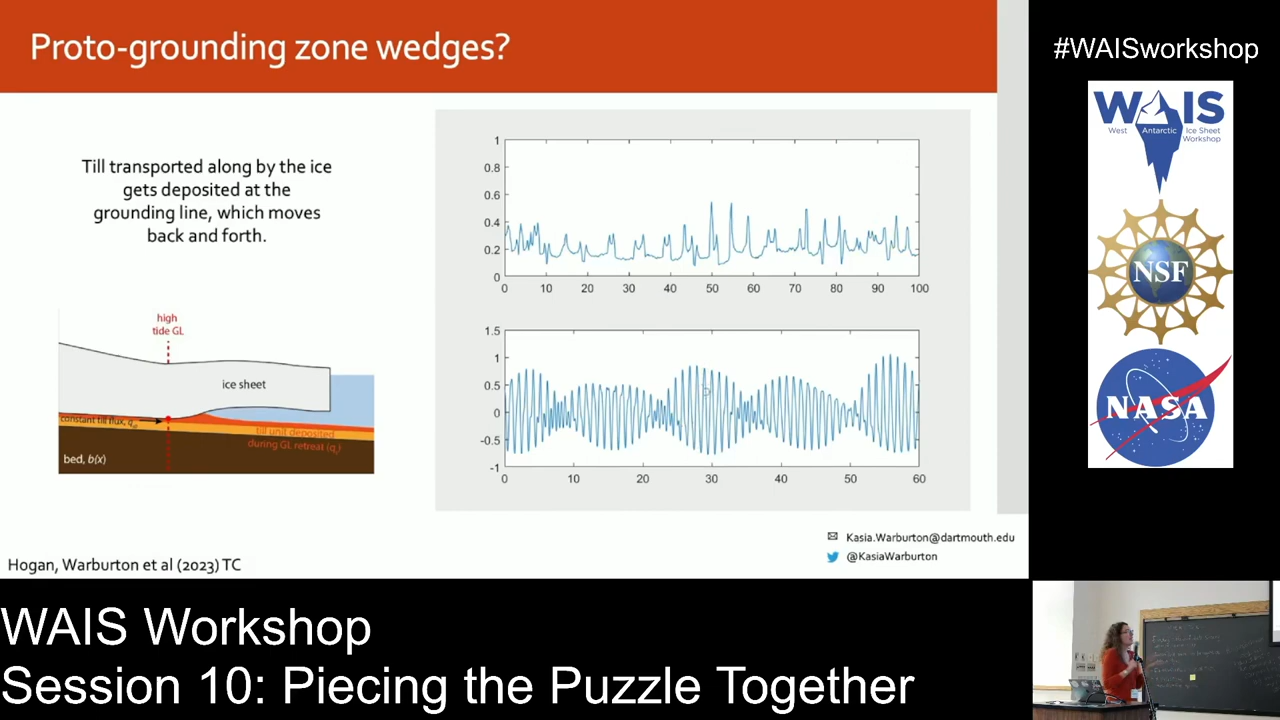 Proto-grounding zone wedges?
Till transported along by the ice
gets deposited at the
grounding line, which moves
back and forth.
high
tide GL
ice sheet
constant till flux, q
till unit deposited
during GL retreat (q
bed, b(x)
1
0.8
0.6
0.4
0.2
0
0 10 20 30 40 50 60 70 80 90 100
1.5
1
0.5
0
-0.5
-1
0 10 20 30 40 50 60
Kasia.Warburton@dartmouth.edu
@KasiaWarburton
Hogan, Warburton et al (2023) TC
#WAISworkshop
WAIS
West Antarctic Ice Sheet
Workshop
NSF
NASA
WAIS Workshop
Session 10: Piecing the Puzzle Together